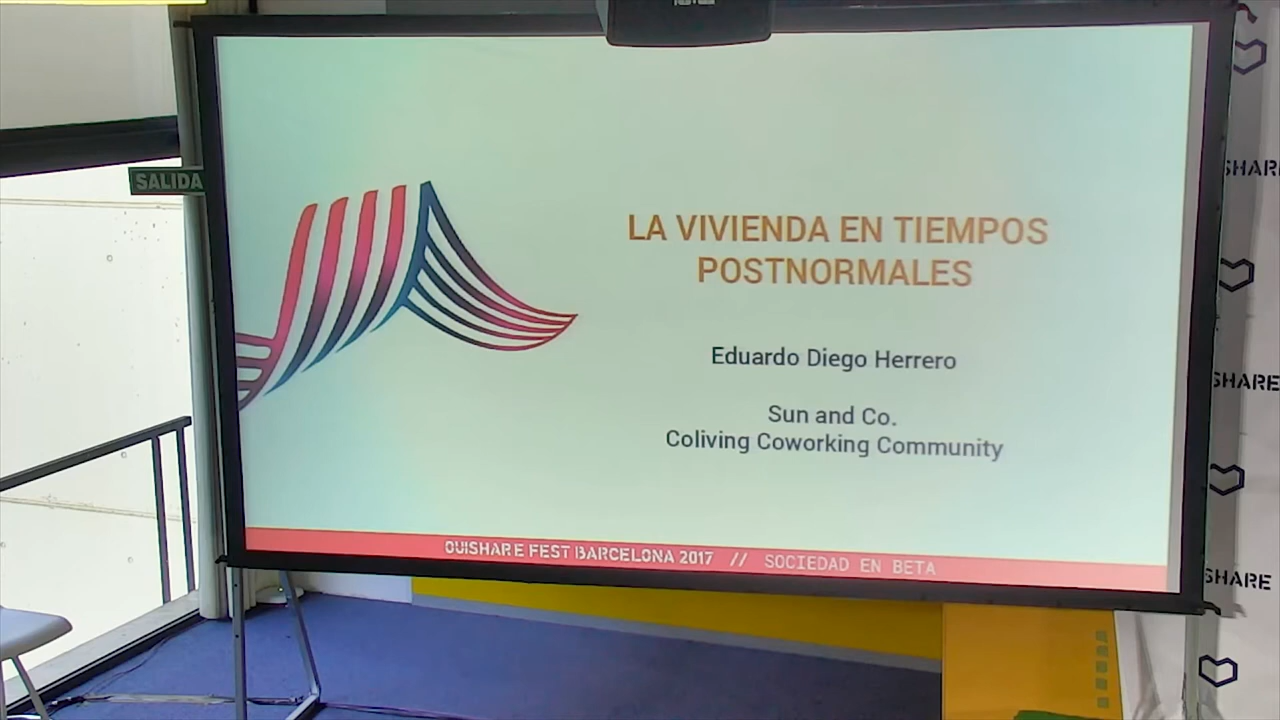 SALIDA
LA VIVIENDA EN TIEMPOS
POSTNORMALES
Eduardo Diego Herrero
Sun and Co.
Coliving Coworking Community
OUISHARE FEST BARCELONA 2017 // SOCIEDAD EN BETA
SHARE
SHARE
SHARE